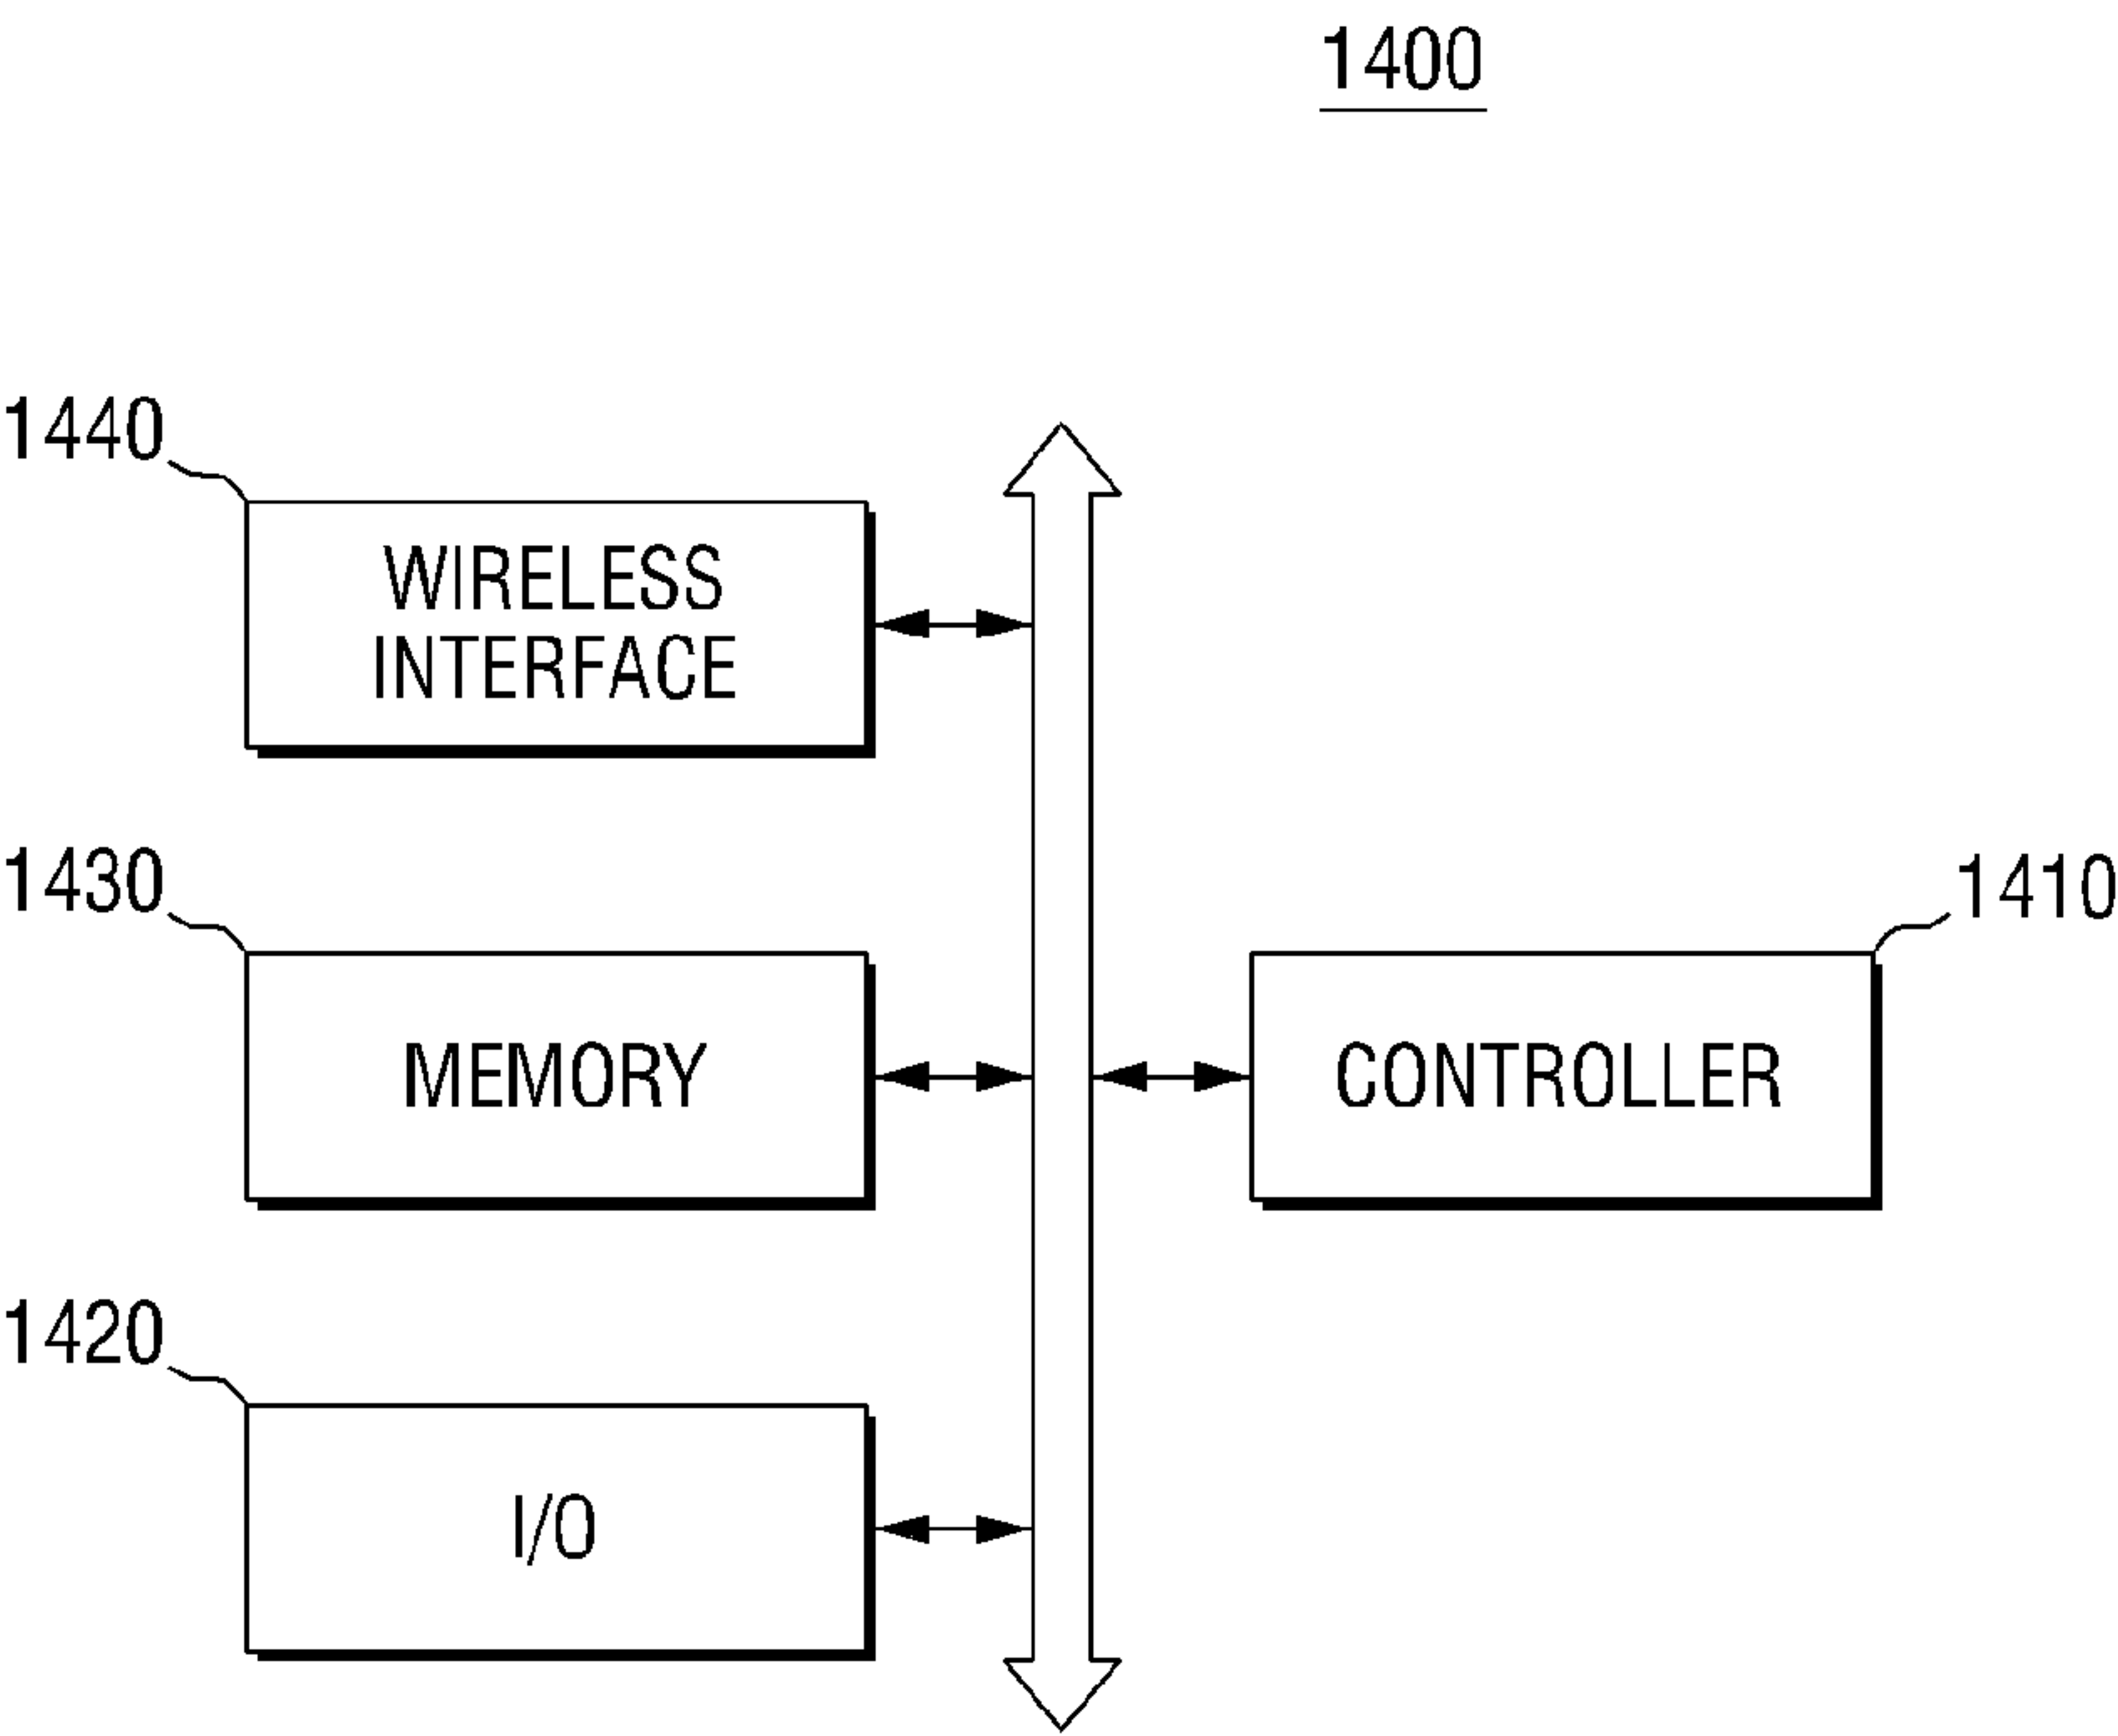 1400
1440
WIRELESS
INTERFACE
1430
MEMORY
1410
CONTROLLER
1420
I/O